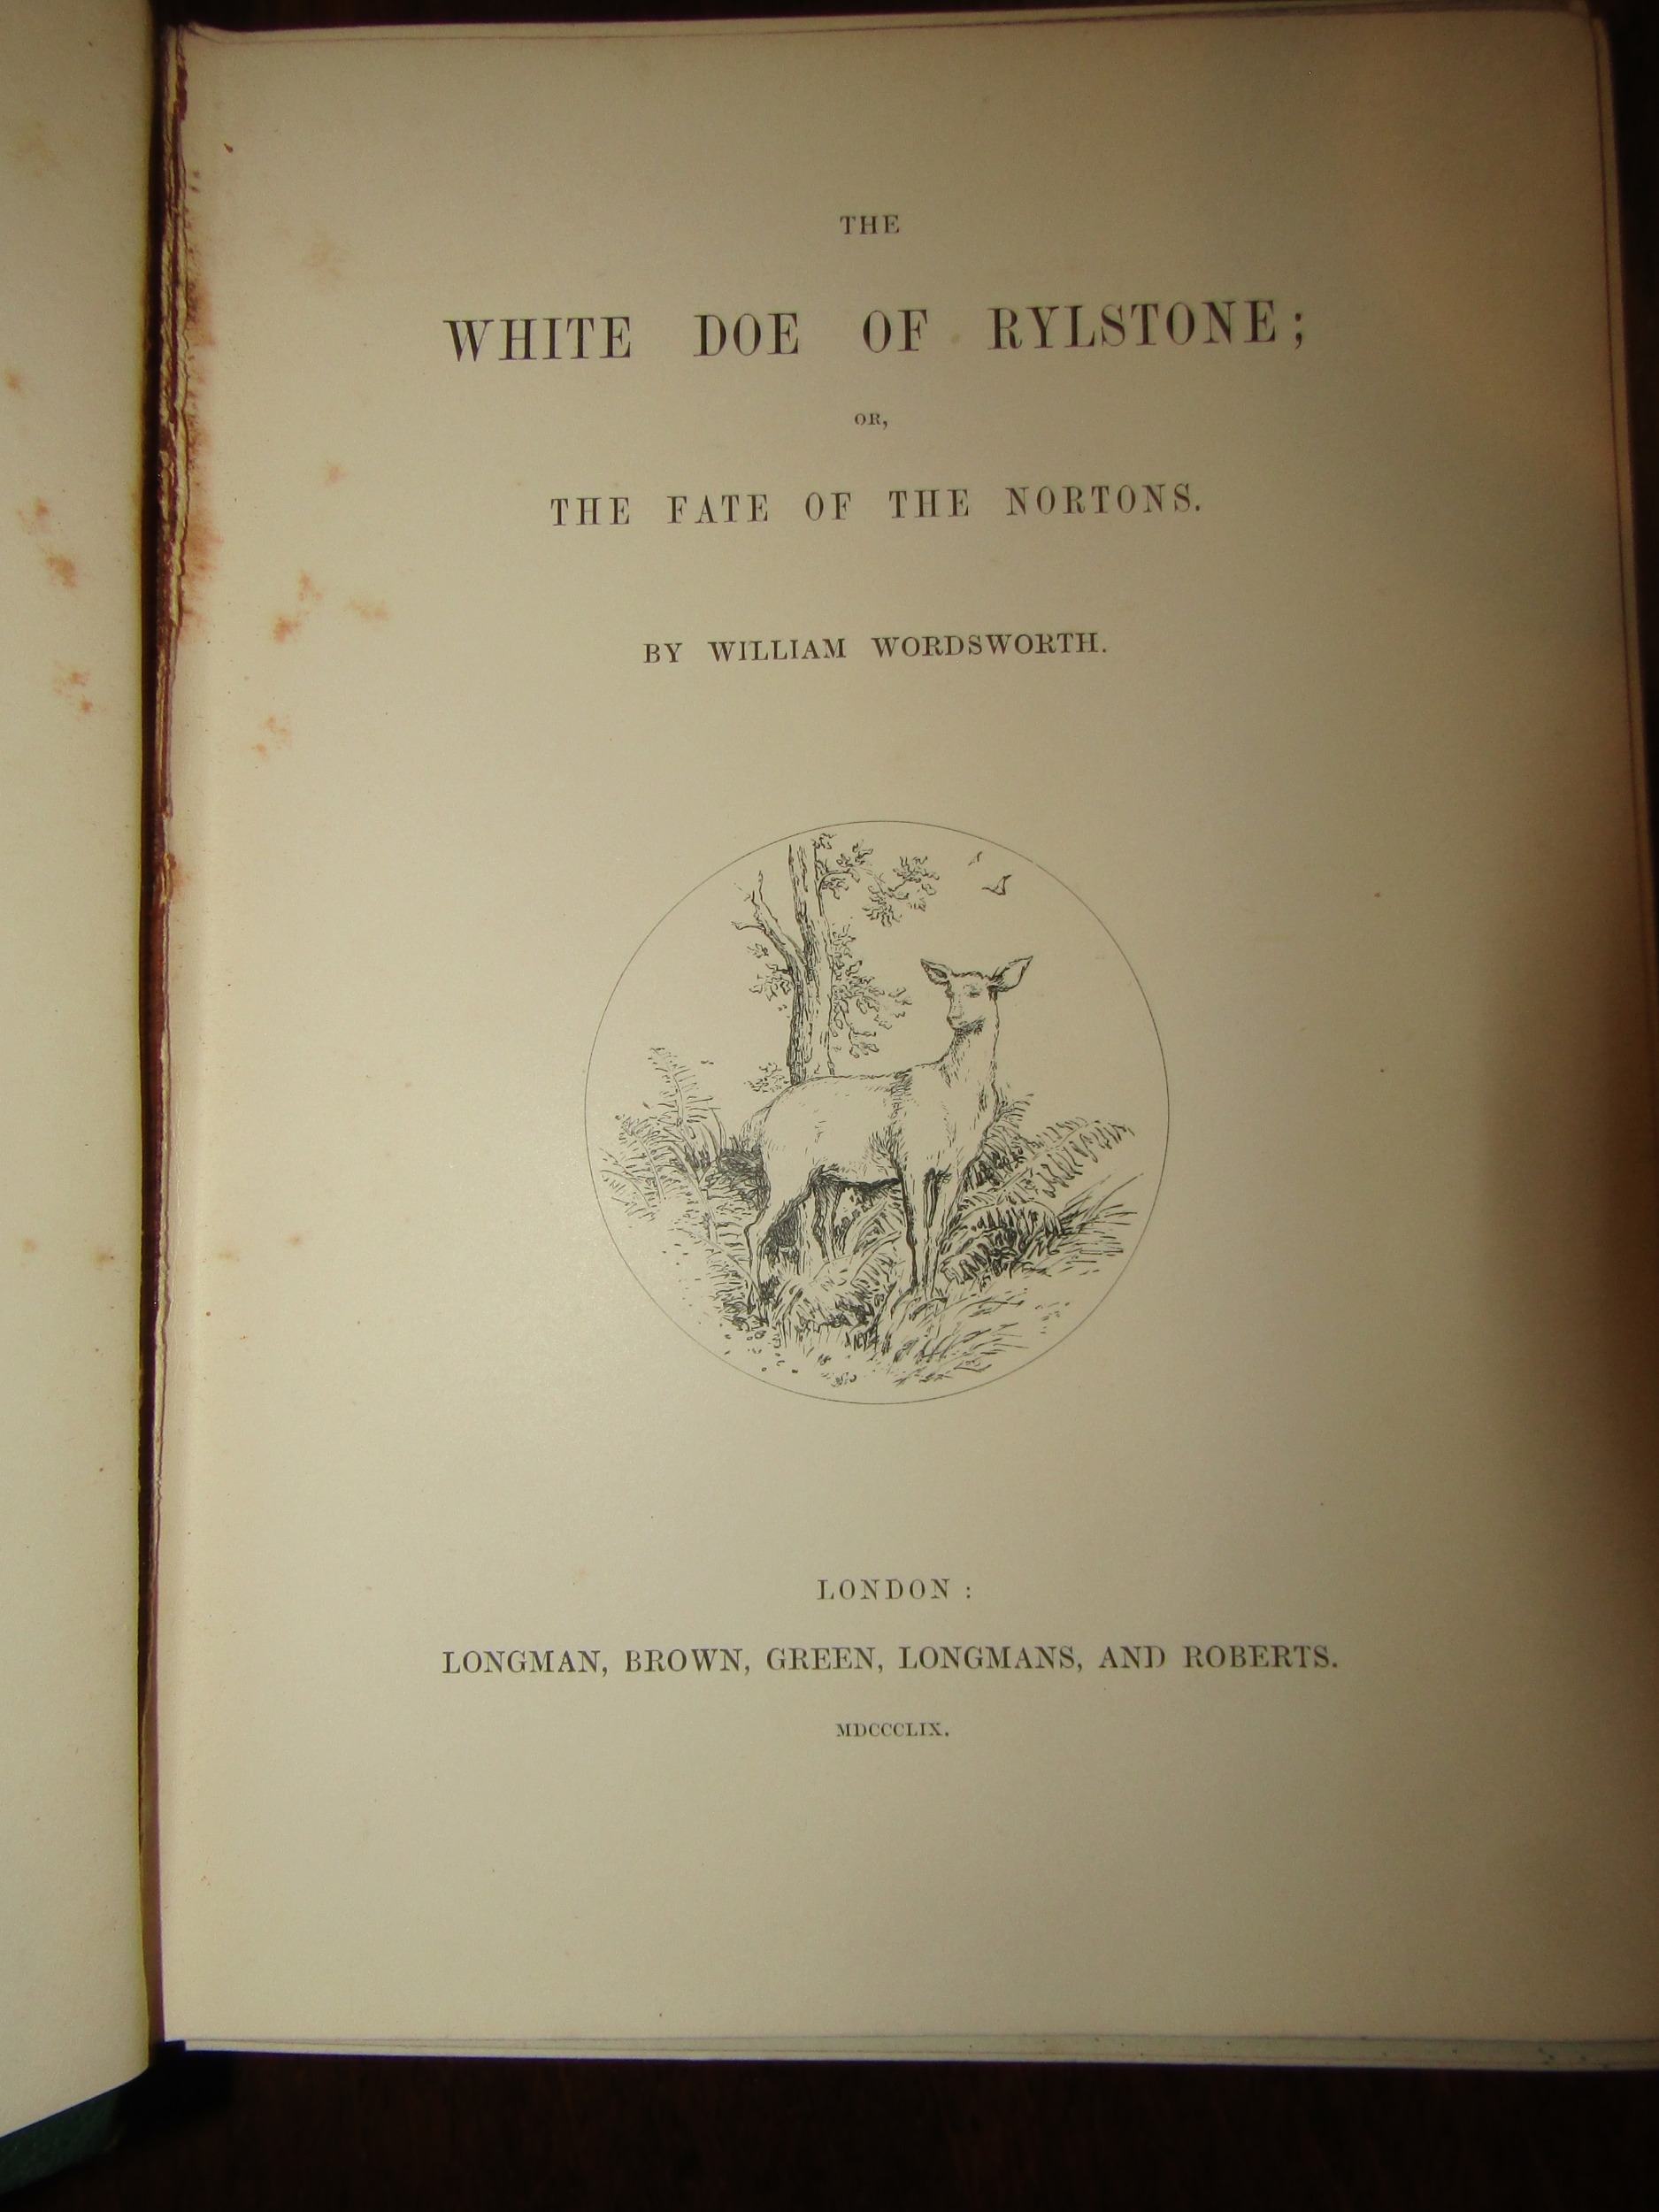 THE
WHITE DOE OF RYLSTONE;
OR,
THE FATE OF THE NORTONS.
BY WILLIAM WORDSWORTH.
LONDON:
LONGMAN, BROWN, GREEN, LONGMANS, AND ROBERTS.
MDCCCLIX.